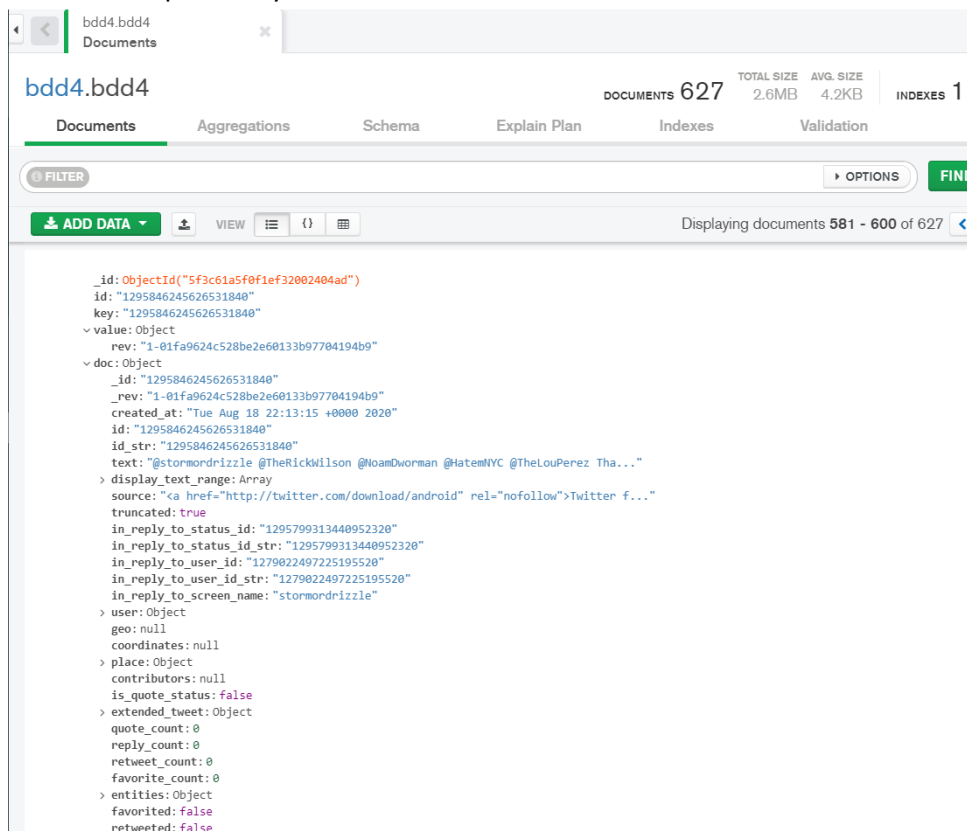 bdd4.bdd4
Documents
bdd4.bdd4
DOCUMENTS 627 TOTAL SIZE 2.6MB AVG. SIZE 4.2KB INDEXES 1
Documents Aggregations Schema Explain Plan Indexes Validation
FILTER OPTIONS
ADD DATA VIEW {} Displaying documents 581 - 600 of 627
_id: ObjectId("5f3c61a5f0f1ef32002404ad")
id: "1295846245626531840"
key: "1295846245626531840"
value: Object
rev: "1-01fa9624c528be2e60133b97704194b9"
doc: Object
_id: "1295846245626531840"
_rev: "1-01fa9624c528be2e60133b97704194b9"
created_at: "Tue Aug 18 22:13:15 +0000 2020"
id: "1295846245626531840"
id_str: "1295846245626531840"
text: "@stormordrizzle @TheRickWilson @NoamDworman @HatemNYC @TheLouPerez Tha..."
> display_text_range: Array
source: "<a href="http://twitter.com/download/android" rel="nofollow">Twitter f..."
truncated: true
in_reply_to_status_id: "1295799313440952320"
in_reply_to_status_id_str: "1295799313440952320"
in_reply_to_user_id: "1279022497225195520"
in_reply_to_user_id_str: "1279022497225195520"
in_reply_to_screen_name: "stormordrizzle"
> user: Object
geo: null
coordinates: null
> place: Object
contributors: null
is_quote_status: false
> extended_tweet: Object
quote_count: 0
reply_count: 0
retweet_count: 0
favorite_count: 0
> entities: Object
favorited: false
retweeted: false